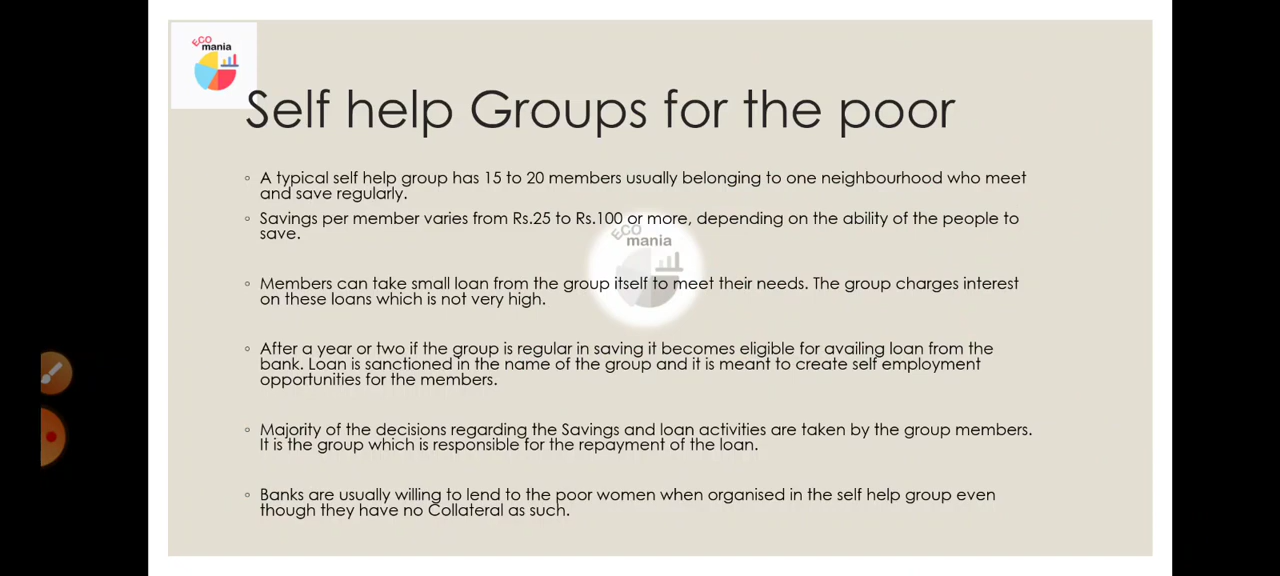 ECO
mania
Self help Groups for the poor
A typical self help group has 15 to 20 members usually belonging to one neighbourhood who meet
and save regularly.
Savings per member varies from Rs.25 to Rs.100 or more, depending on the ability of the people to
save.
ECO
mania
Members can take small loan from the group itself to meet their needs. The group charges interest
on these loans which is not very high.
After a year or two if the group is regular in saving it becomes eligible for availing loan from the
bank. Loan is sanctioned in the name of the group and it is meant to create self employment
opportunities for the members.
Majority of the decisions regarding the Savings and loan activities are taken by the group members.
It is the group which is responsible for the repayment of the loan.
Banks are usually willing to lend to the poor women when organised in the self help group even
though they have no Collateral as such.